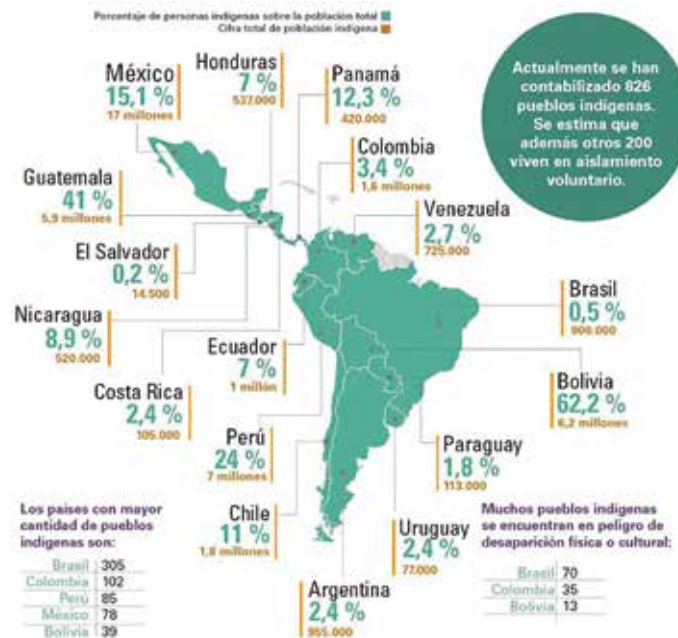 Porcentaje de personas indígenas sobre la población total
Cifra total de población indígena
México
15,1 %
17 millones
Honduras
7 %
537.000
Panamá
12,3 %
420.000
Actualmente se han
contabilizado 826
pueblos indígenas.
Se estima que
además otros 200
viven en aislamiento
voluntario.
Guatemala
41 %
5,9 millones
Colombia
3,4 %
1,6 millones
Venezuela
2,7 %
725.000
El Salvador
0,2 %
14.500
Nicaragua
8,9 %
520.000
Brasil
0,5 %
900.000
Ecuador
7 %
1 millón
Costa Rica
2,4 %
105.000
Bolivia
62,2 %
6,2 millones
Perú
24 %
7 millones
Paraguay
1,8 %
113.000
Chile
11 %
1,8 millones
Uruguay
2,4 %
77.000
Argentina
2,4 %
955.000
Los países con mayor
cantidad de pueblos
indígenas son:
Brasil 305
Colombia 102
Perú 85
México 78
Bolivia 39
Muchos pueblos indígenas
se encuentran en peligro de
desaparición física o cultural:
Brasil 70
Colombia 35
Bolivia 13